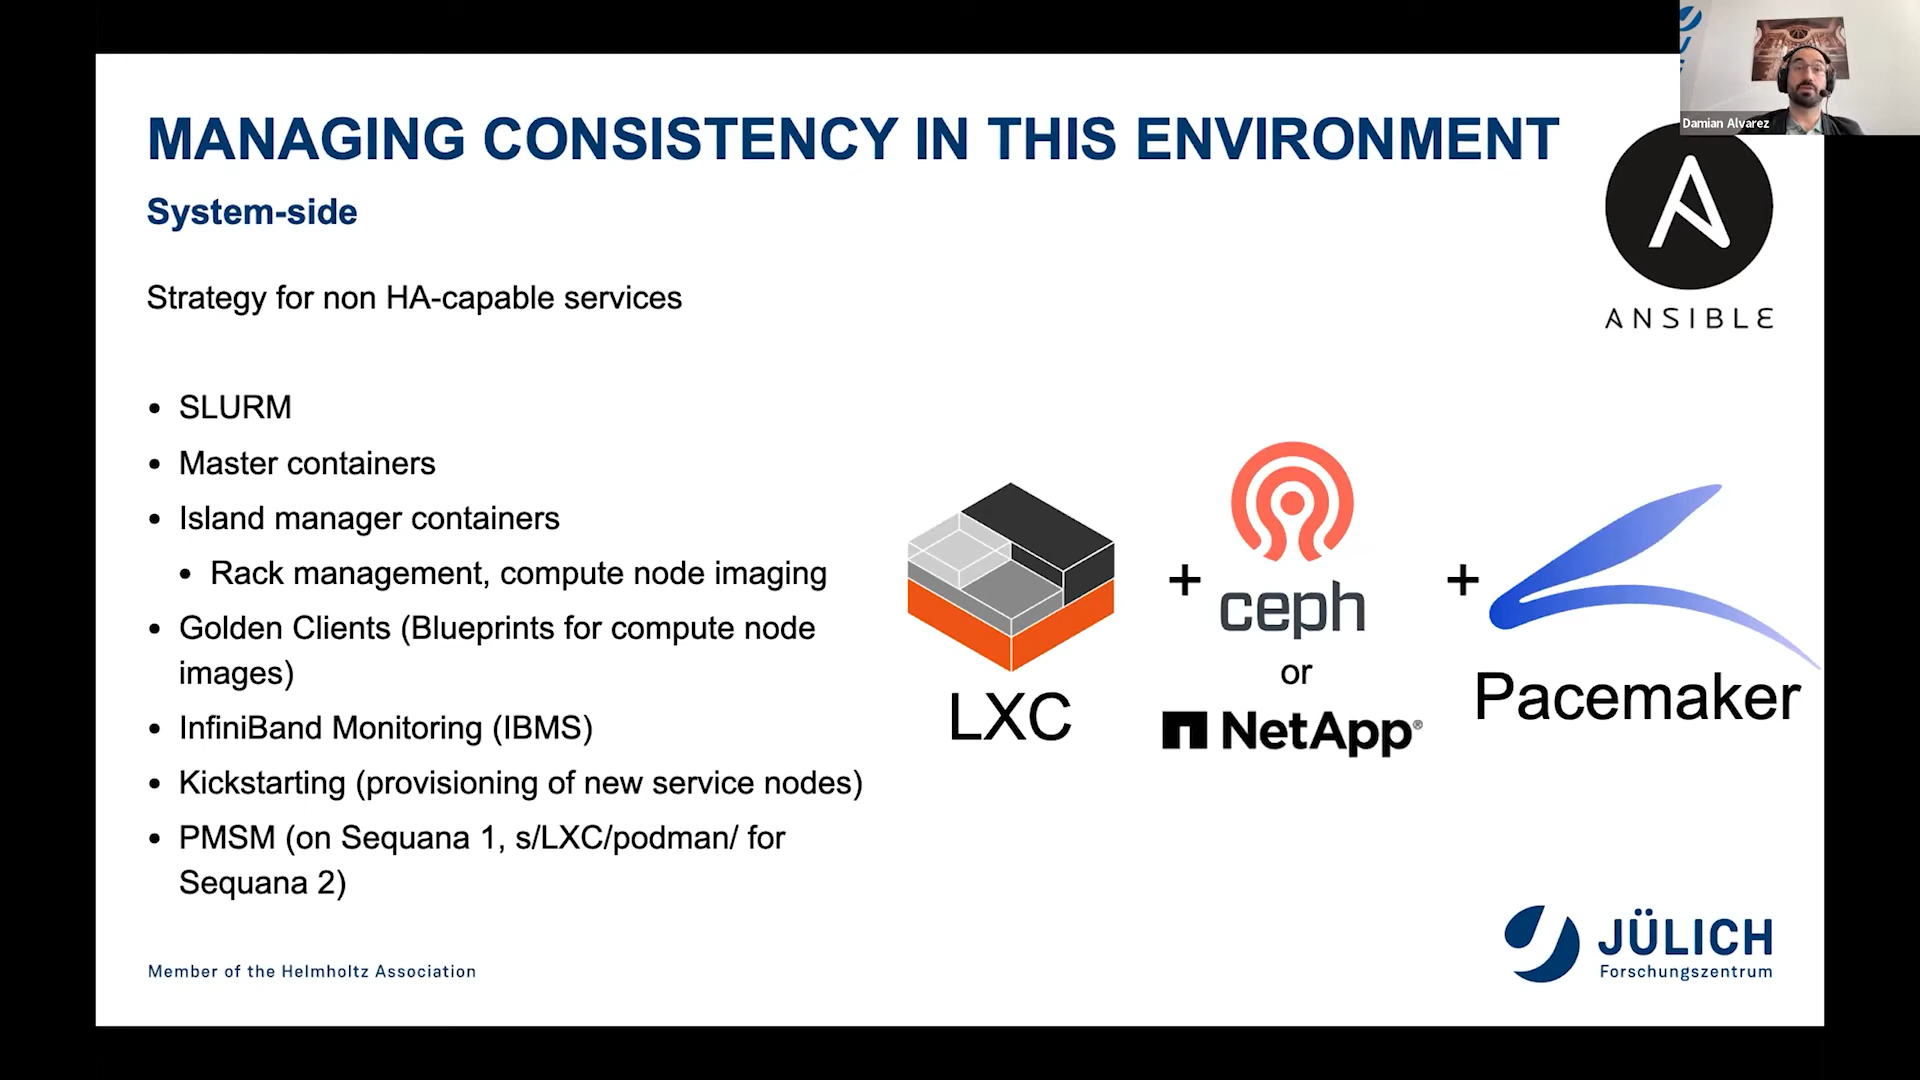 Damian Alvarez
MANAGING CONSISTENCY IN THIS ENVIRONMENT
System-side
ANSIBLE
Strategy for non HA-capable services
• SLURM
• Master containers
• Island manager containers
• Rack management, compute node imaging
• Golden Clients (Blueprints for compute node
images)
• InfiniBand Monitoring (IBMS)
• Kickstarting (provisioning of new service nodes)
• PMSM (on Sequana 1, s/LXC/podman/ for
Sequana 2)
LXC
+
ceph
or
NetApp®
+
Pacemaker
Member of the Helmholtz Association
JÜLICH
Forschungszentrum